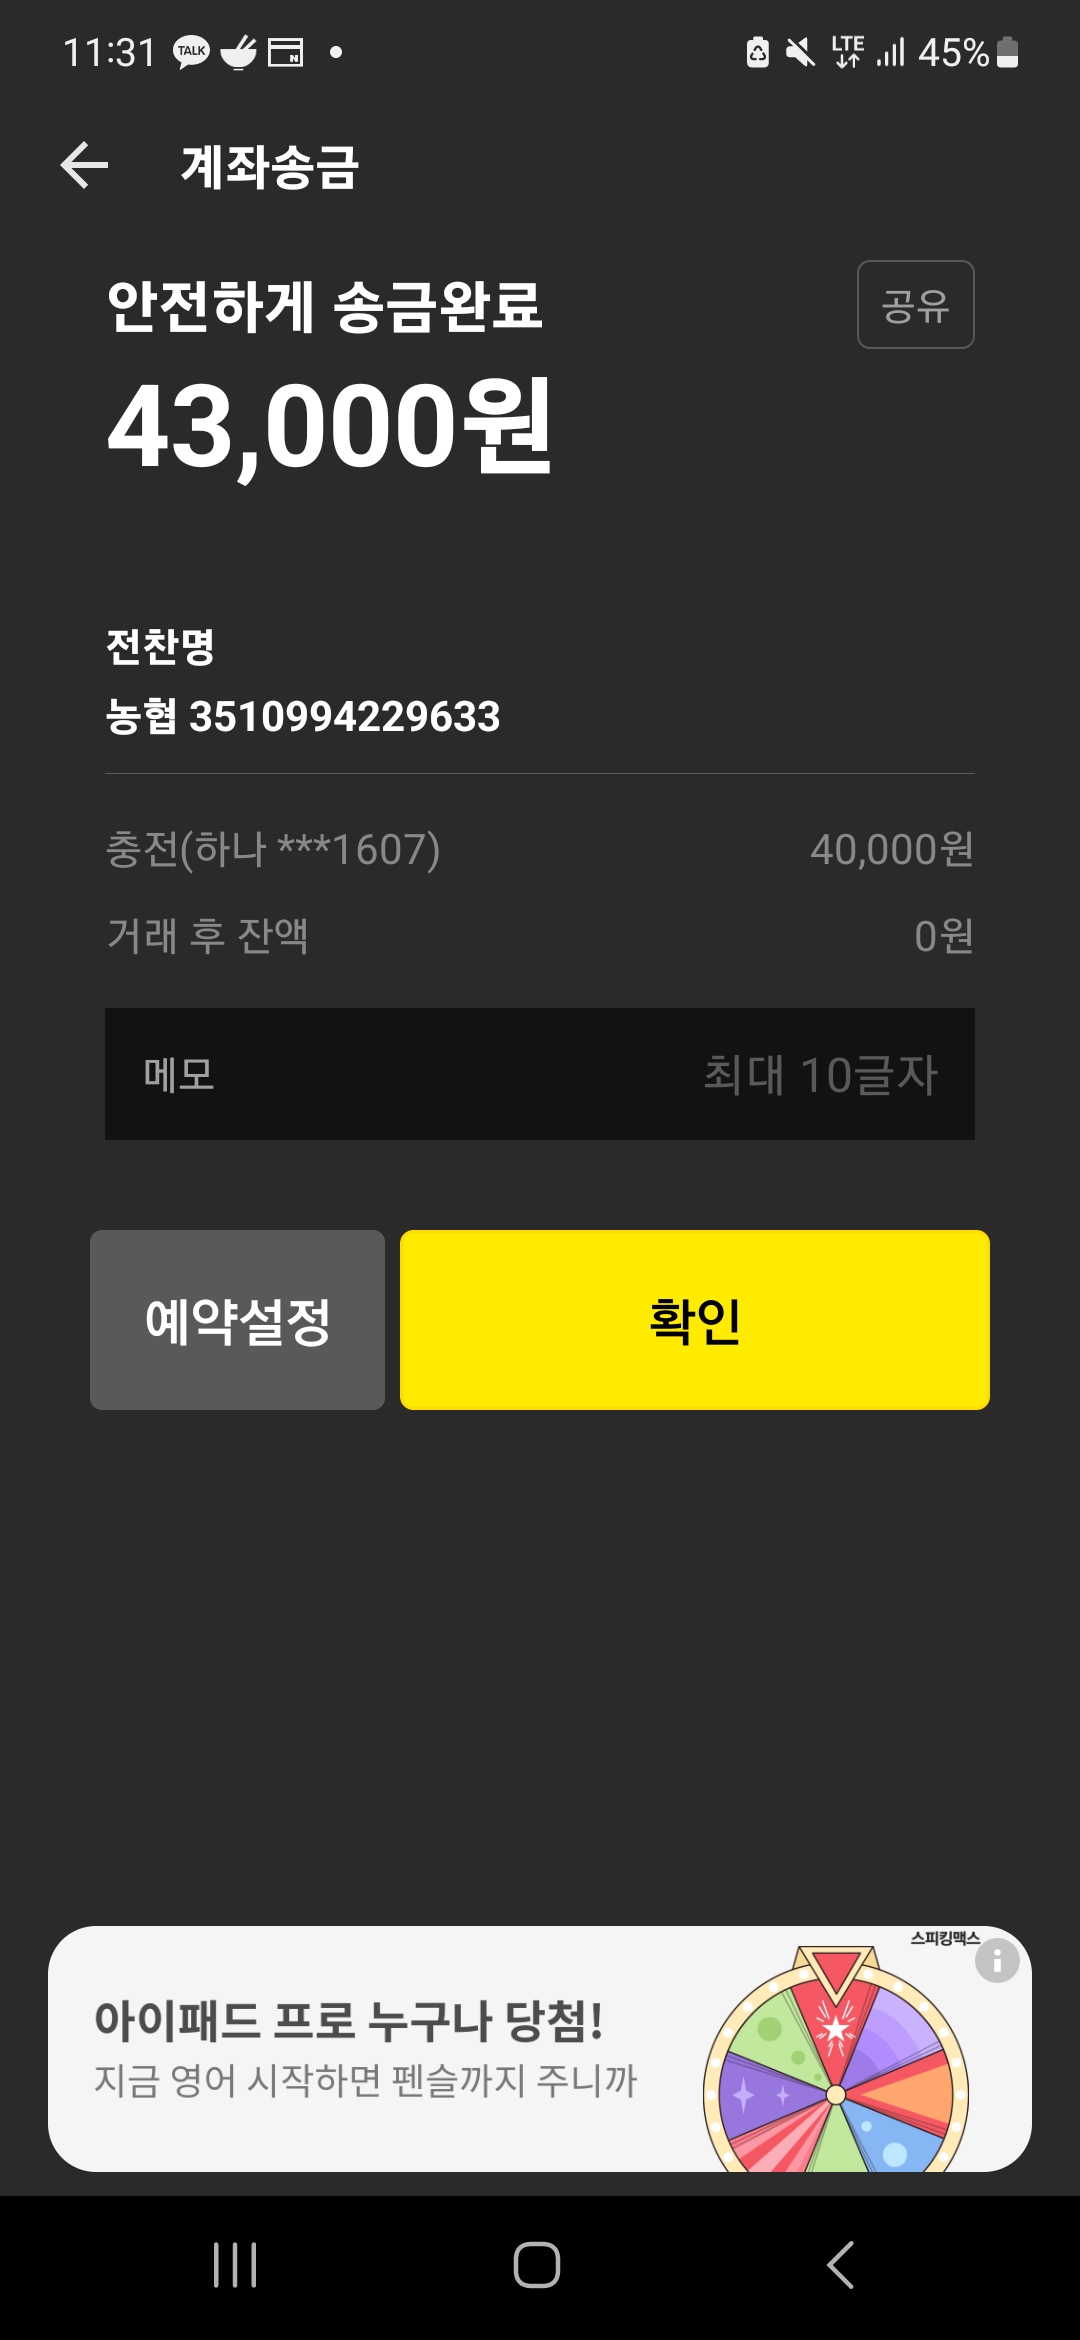 11:31 TALK N LTE 45%
계좌송금
안전하게 송금완료
공유
43,000원
전찬명
농협 3510994229633
충전(하나 ***1607) 40,000원
거래 후 잔액 0원
메모 최대 10글자
예약설정 확인
스피킹맥스
아이패드 프로 누구나 당첨!
지금 영어 시작하면 펜슬까지 주니까